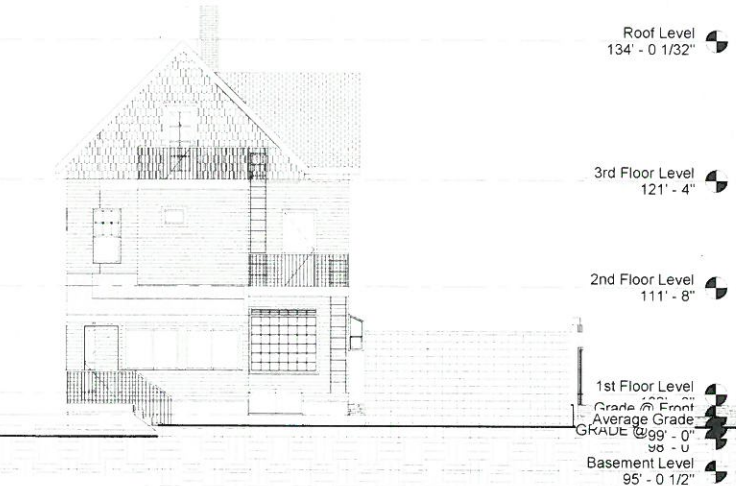 Roof Level
134' - 0 1/32"
3rd Floor Level
121' - 4"
2nd Floor Level
111' - 8"
1st Floor Level
Grade @ Front
Average Grade
GRADE @
99' - 0"
98' - 0"
Basement Level
95' - 0 1/2"